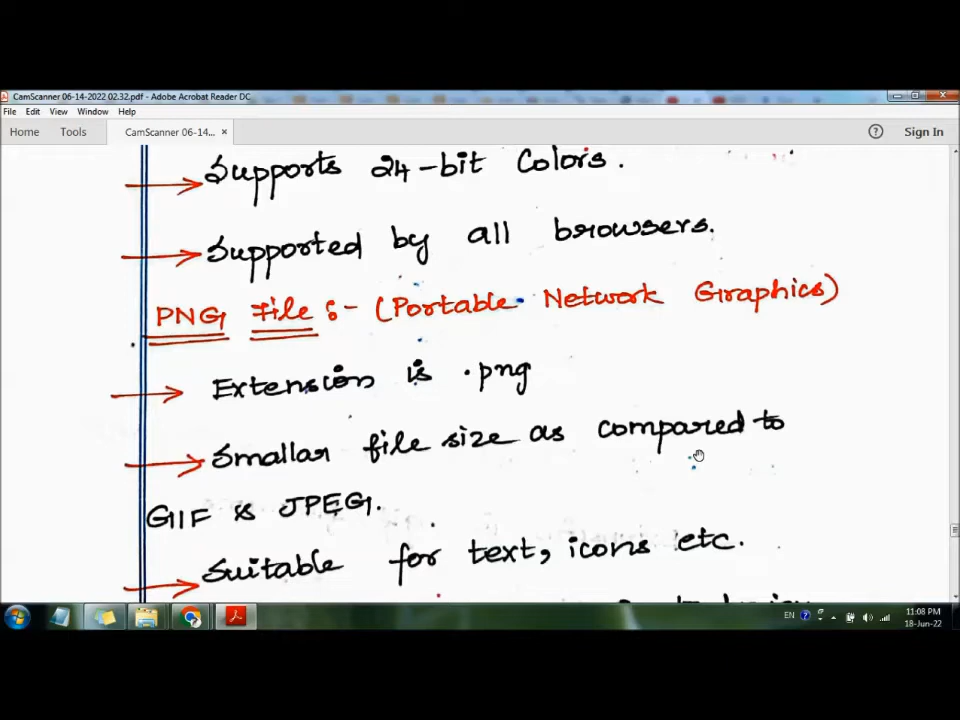 CamScanner 06-14-2022 02.32.pdf - Adobe Acrobat Reader DC
File Edit View Window Help
Home Tools CamScanner 06-14... × Sign In
Supports 24-bit Colors.
Supported by all browsers.
PNG File :- (Portable Network Graphics)
Extension is .png
Smallar file size as compared to
GIF & JPEG.
Suitable for text, icons etc.
EN 11:08 PM
18-Jun-22